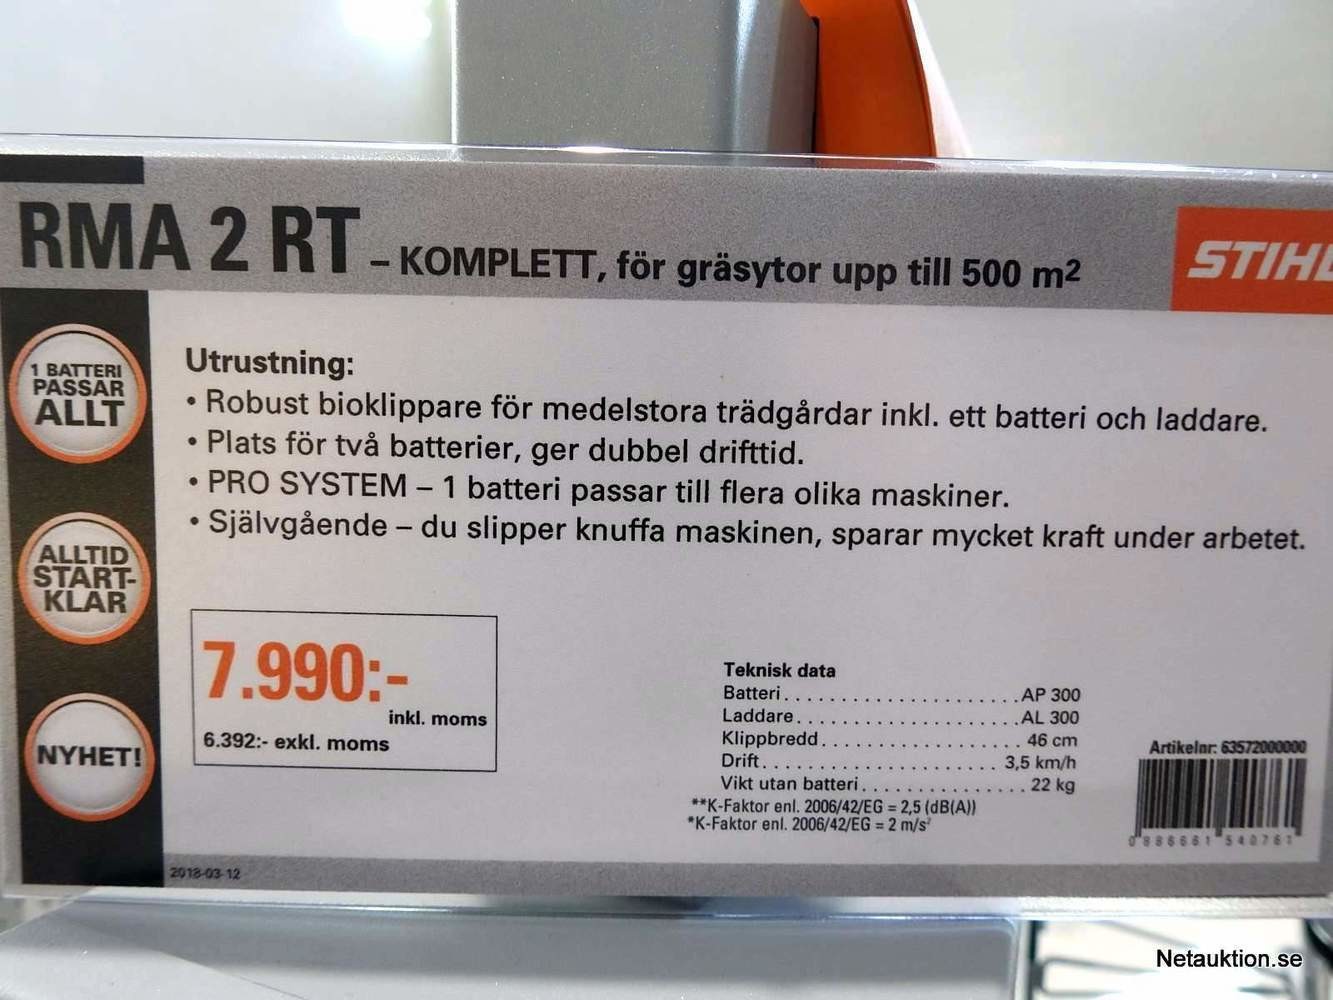 RMA 2 RT – KOMPLETT, för gräsytor upp till 500 m²
STIHL
1 BATTERI
PASSAR
ALLT
ALLTID
START-
KLAR
NYHET!
Utrustning:
• Robust bioklippare för medelstora trädgårdar inkl. ett batteri och laddare.
• Plats för två batterier, ger dubbel drifttid.
• PRO SYSTEM – 1 batteri passar till flera olika maskiner.
• Självgående – du slipper knuffa maskinen, sparar mycket kraft under arbetet.
7.990:-
inkl. moms
6.392:- exkl. moms
Teknisk data
Batteri.......................AP 300
Laddare......................AL 300
Klippbredd.................... 46 cm
Drift....................... 3,5 km/h
Vikt utan batteri................ 22 kg
**K-Faktor enl. 2006/42/EG = 2,5 (dB(A))
*K-Faktor enl. 2006/42/EG = 2 m/s²
Artikelnr: 63572000000
0 886661 540761
2018-03-12
Netauktion.se